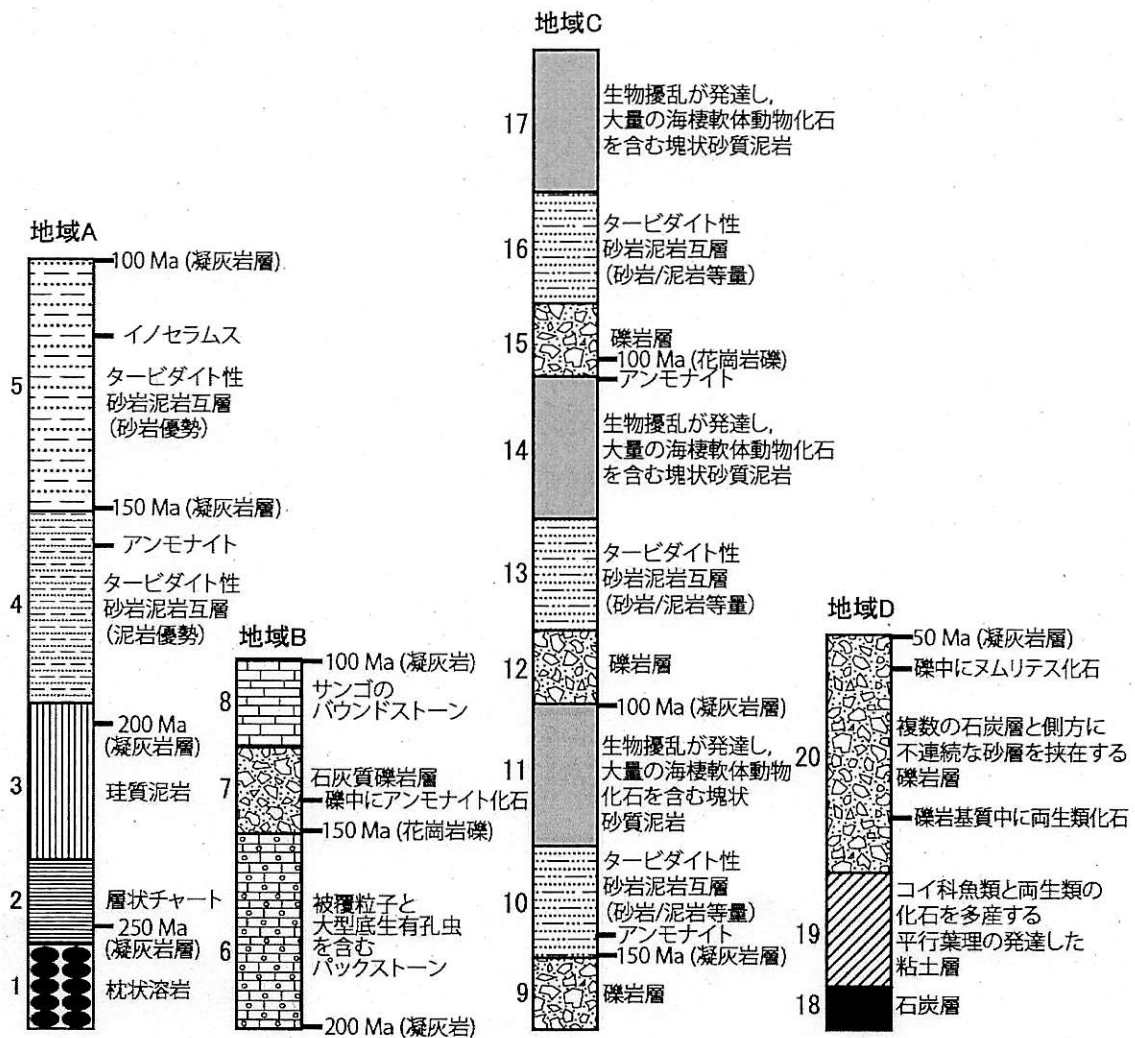 地域A
100 Ma (凝灰岩層)
イノセラムス
5
タービダイト性
砂岩泥岩互層
(砂岩優勢)
150 Ma (凝灰岩層)
アンモナイト
4
タービダイト性
砂岩泥岩互層
(泥岩優勢)
200 Ma
(凝灰岩層)
3
珪質泥岩
2
層状チャート
250 Ma
(凝灰岩層)
1
枕状溶岩
地域B
100 Ma (凝灰岩)
8
サンゴの
バウンドストーン
7
石灰質礫岩層
礫中にアンモナイト化石
150 Ma (花崗岩礫)
6
被覆粒子と
大型底生有孔虫
を含む
パックストーン
200 Ma (凝灰岩)
地域C
17
生物擾乱が発達し,
大量の海棲軟体動物化石
を含む塊状砂質泥岩
16
タービダイト性
砂岩泥岩互層
(砂岩/泥岩等量)
15
礫岩層
100 Ma (花崗岩礫)
アンモナイト
14
生物擾乱が発達し,
大量の海棲軟体動物化石
を含む塊状砂質泥岩
13
タービダイト性
砂岩泥岩互層
(砂岩/泥岩等量)
12
礫岩層
100 Ma (凝灰岩層)
11
生物擾乱が発達し,
大量の海棲軟体動物
化石を含む塊状
砂質泥岩
10
タービダイト性
砂岩泥岩互層
(砂岩/泥岩等量)
アンモナイト
150 Ma (凝灰岩層)
9
礫岩層
地域D
50 Ma (凝灰岩層)
礫中にヌムリテス化石
20
複数の石炭層と側方に
不連続な砂層を挟在する
礫岩層
礫岩基質中に両生類化石
19
コイ科魚類と両生類の
化石を多産する
平行葉理の発達した
粘土層
18
石炭層